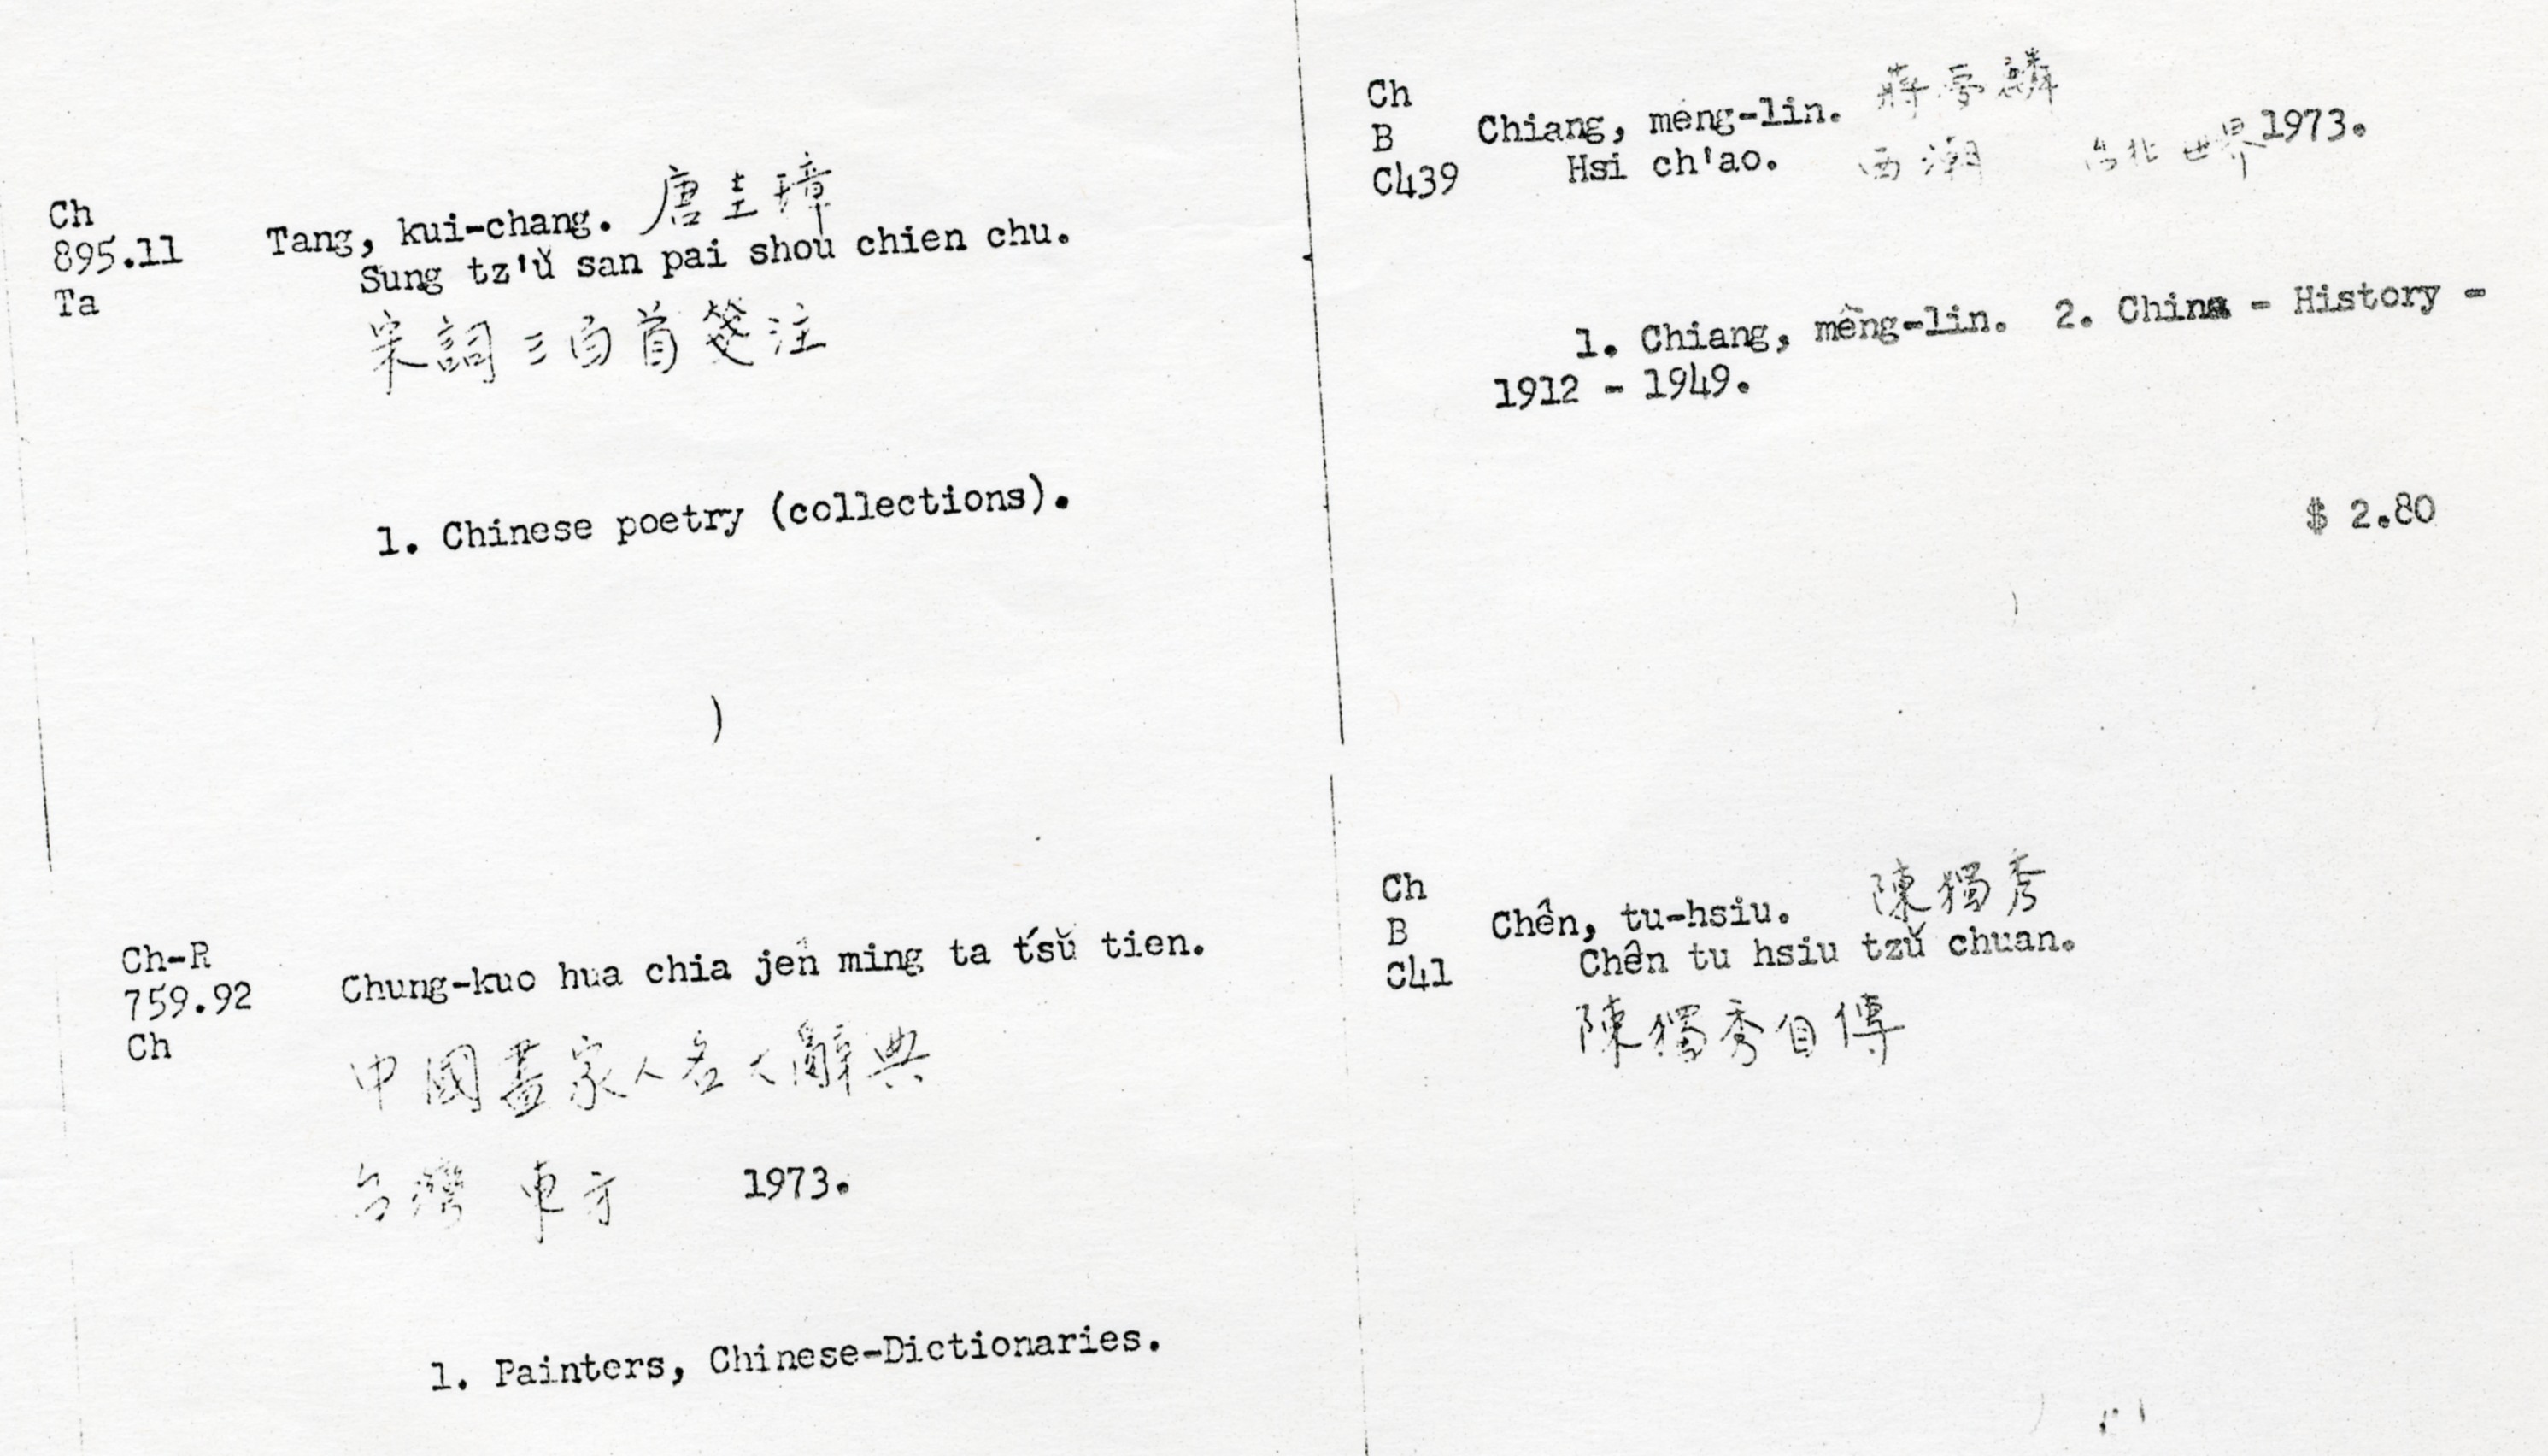 Ch
895.11
Ta
Tang, kui-chang. 唐圭璋
Sung tz'ŭ san pai shou chien chu.
宋詞三百首箋注
1. Chinese poetry (collections).
Ch
B
C439
Chiang, mêng-lin. 蔣夢麟
Hsi ch'ao. 西潮 台北世界 1973.
1. Chiang, mêng-lin. 2. China - History -
1912 - 1949.
$ 2.80
Ch-R
759.92
Ch
Chung-kuo hua chia jen ming ta t'sŭ tien.
中國畫家人名大辭典
台灣 東方 1973.
1. Painters, Chinese-Dictionaries.
Ch
B
C41
Chên, tu-hsiu. 陳獨秀
Chên tu hsiu tzŭ chuan.
陳獨秀自傳